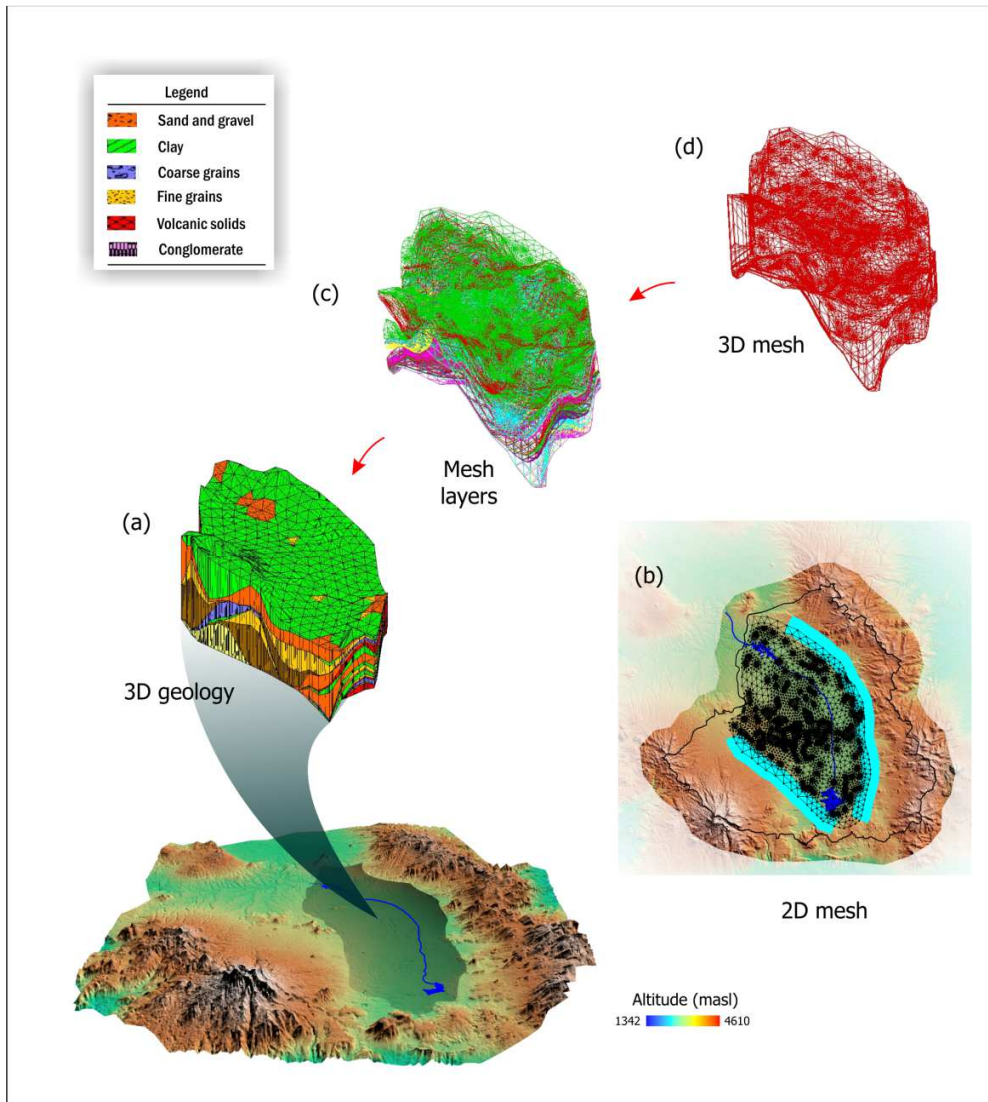 Legend
Sand and gravel
Clay
Coarse grains
Fine grains
Volcanic solids
Conglomerate
(d)
3D mesh
(c)
Mesh
layers
(a)
3D geology
(b)
2D mesh
Altitude (masl)
1342 4610